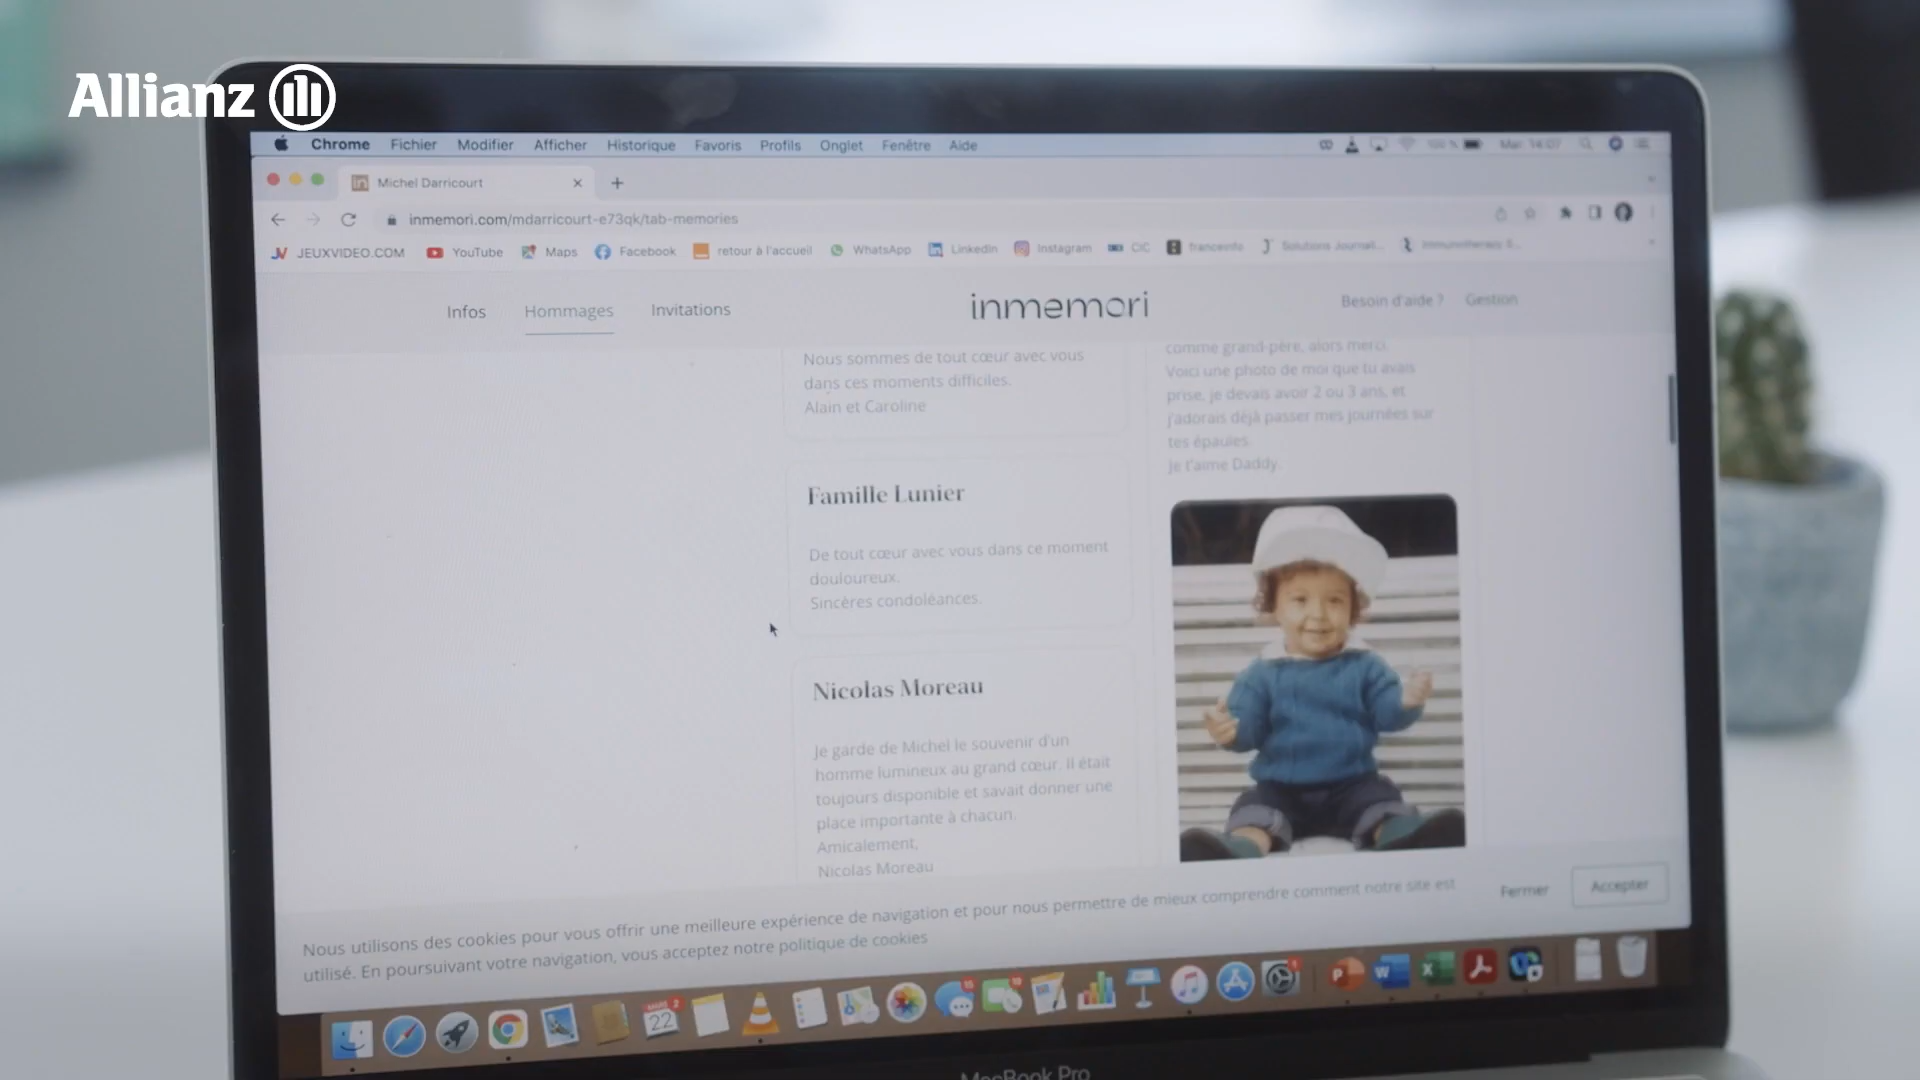 Allianz
Chrome Fichier Modifier Afficher Historique Favoris Profils Onglet Fenêtre Aide
Michel Darricourt
inmemori.com/mdarricourt-e73qk/tab-memories
JEUXVIDEO.COM YouTube Maps Facebook retour à l'accueil WhatsApp LinkedIn Instagram CIC franceinfo Solutions Journali...
Infos Hommages Invitations inmemori Besoin d'aide ? Gestion
Nous sommes de tout cœur avec vous
dans ces moments difficiles.
Alain et Caroline
Famille Lunier
De tout cœur avec vous dans ce moment
douloureux.
Sincères condoléances.
Nicolas Moreau
Je garde de Michel le souvenir d'un
homme lumineux au grand cœur. Il était
toujours disponible et savait donner une
place importante à chacun.
Amicalement,
Nicolas Moreau
comme grand-père, alors merci.
Voici une photo de moi que tu avais
prise, je devais avoir 2 ou 3 ans, et
j'adorais déjà passer mes journées sur
tes épaules.
Je t'aime Daddy.
Nous utilisons des cookies pour vous offrir une meilleure expérience de navigation et pour nous permettre de mieux comprendre comment notre site est
utilisé. En poursuivant votre navigation, vous acceptez notre politique de cookies
Fermer Accepter
22
MacBook Pro